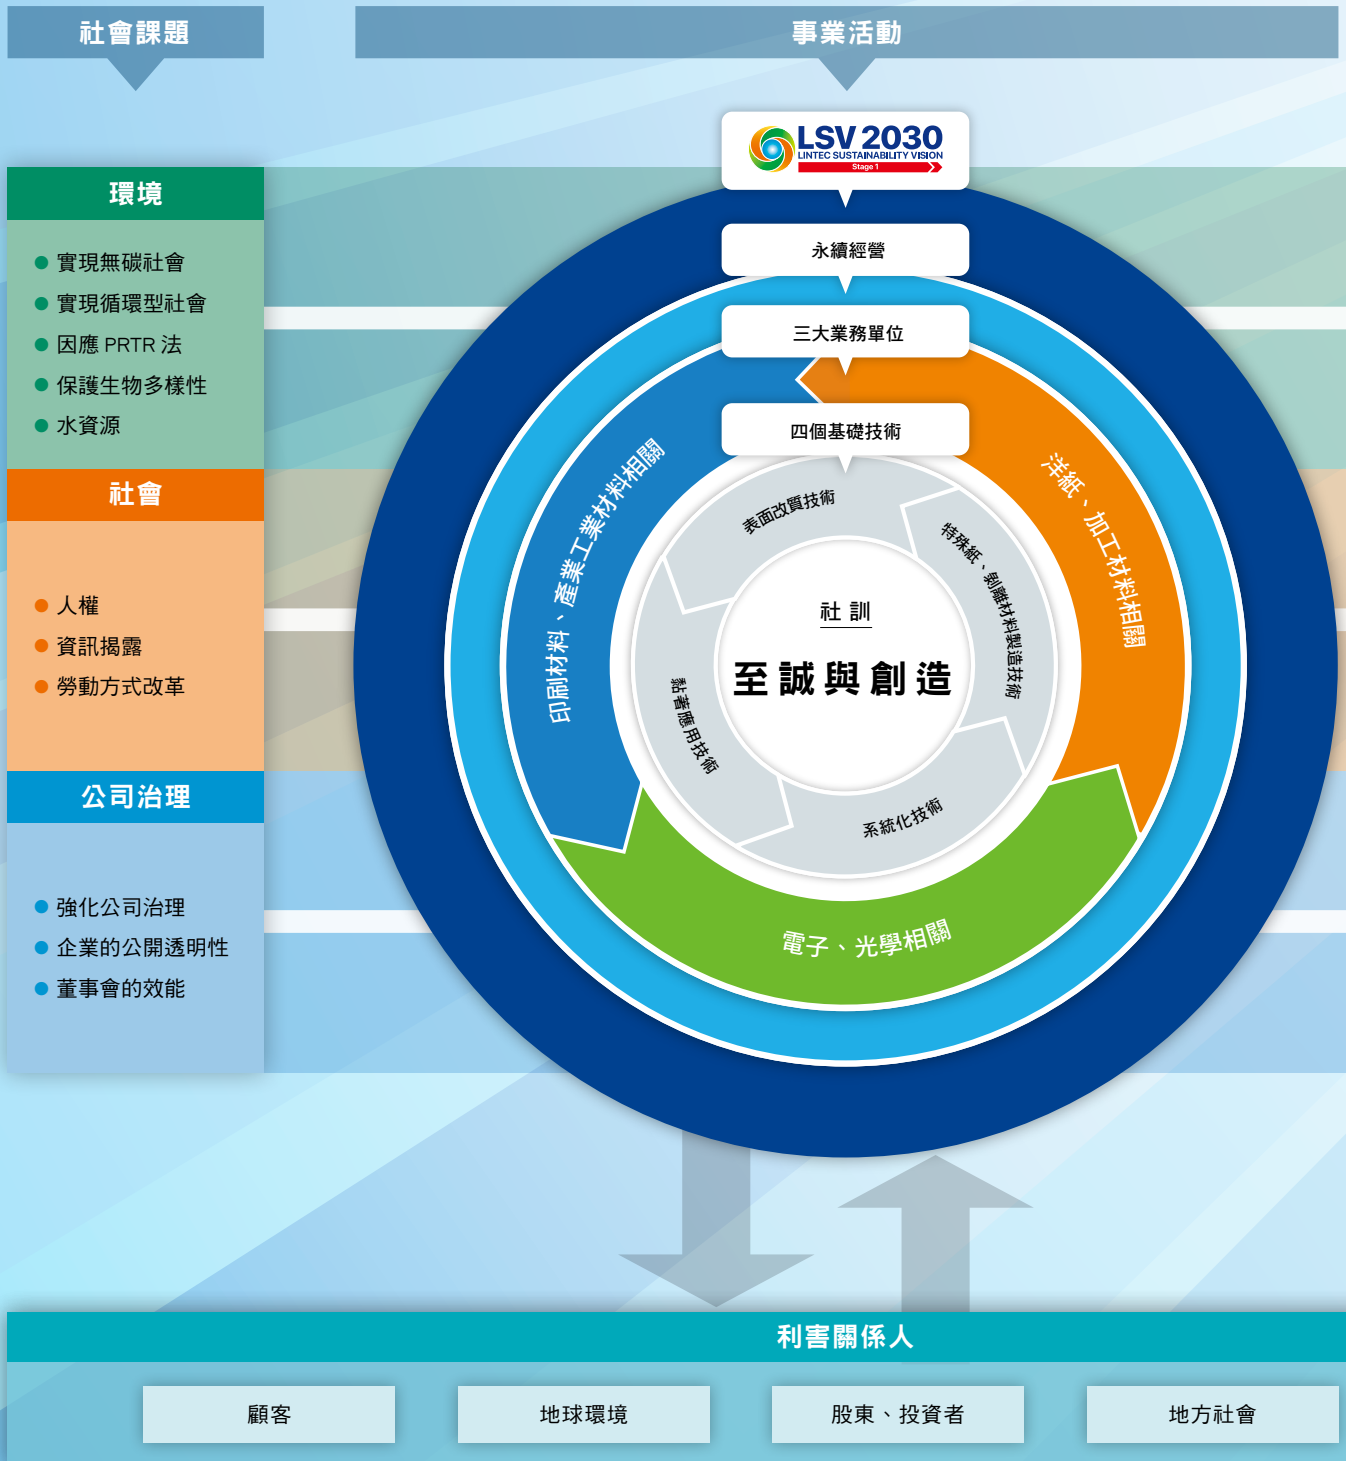 社會課題
事業活動
LSV 2030
LINTEC SUSTAINABILITY VISION
Stage 1
環境
實現無碳社會
實現循環型社會
因應 PRTR 法
保護生物多樣性
水資源
社會
人權
資訊揭露
勞動方式改革
公司治理
強化公司治理
企業的公開透明性
董事會的效能
永續經營
三大業務單位
四個基礎技術
印刷材料、產業工業材料相關
洋紙、加工材料相關
電子、光學相關
表面改質技術
特殊紙、剝離材料製造技術
黏著應用技術
系統化技術
社訓
至誠與創造
利害關係人
顧客
地球環境
股東、投資者
地方社會